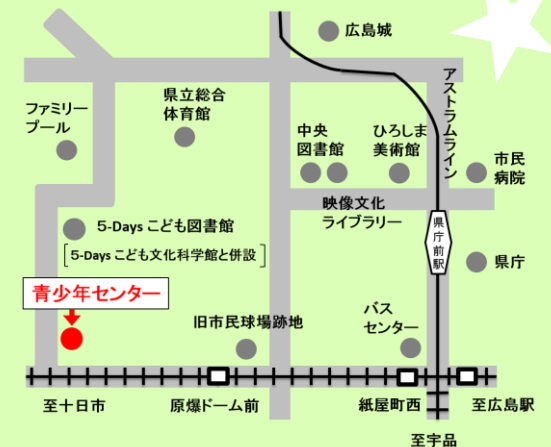 広島城
アストラムライン
ファミリー
プール
県立総合
体育館
中央
図書館
ひろしま
美術館
市民
病院
映像文化
ライブラリー
5-Days こども図書館
[5-Days こども文化科学館と併設]
県庁前駅
県庁
青少年センター
旧市民球場跡地
バス
センター
至十日市
原爆ドーム前
紙屋町西
至広島駅
至宇品